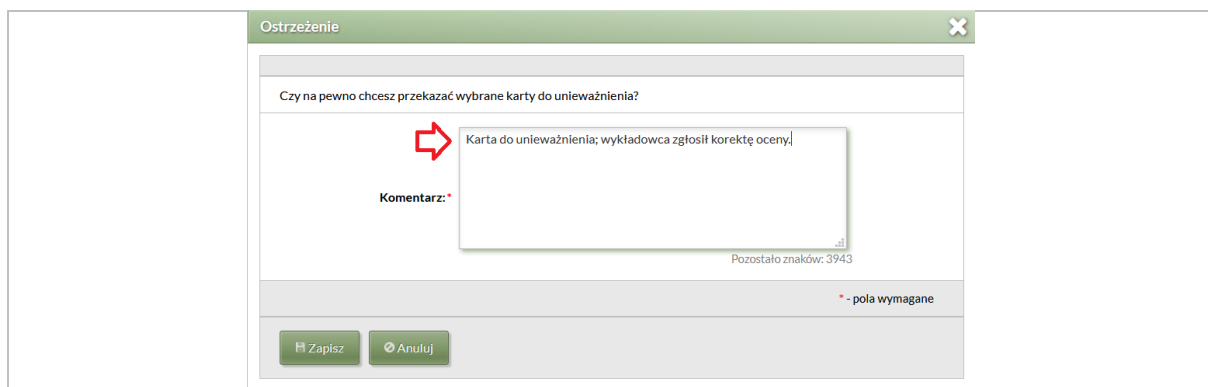 Ostrzeżenie
Czy na pewno chcesz przekazać wybrane karty do unieważnienia?
Karta do unieważnienia; wykładowca zgłosił korektę oceny.
Komentarz:*
Pozostało znaków: 3943
* - pola wymagane
Zapisz Anuluj